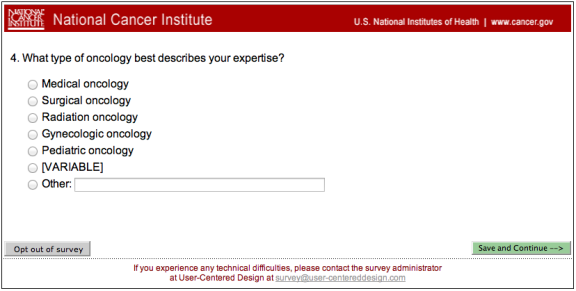 NATIONAL
CANCER
INSTITUTE
National Cancer Institute
U.S. National Institutes of Health | www.cancer.gov
4. What type of oncology best describes your expertise?
Medical oncology
Surgical oncology
Radiation oncology
Gynecologic oncology
Pediatric oncology
[VARIABLE]
Other:
Opt out of survey
Save and Continue -->
If you experience any technical difficulties, please contact the survey administrator
at User-Centered Design at survey@user-centereddesign.com